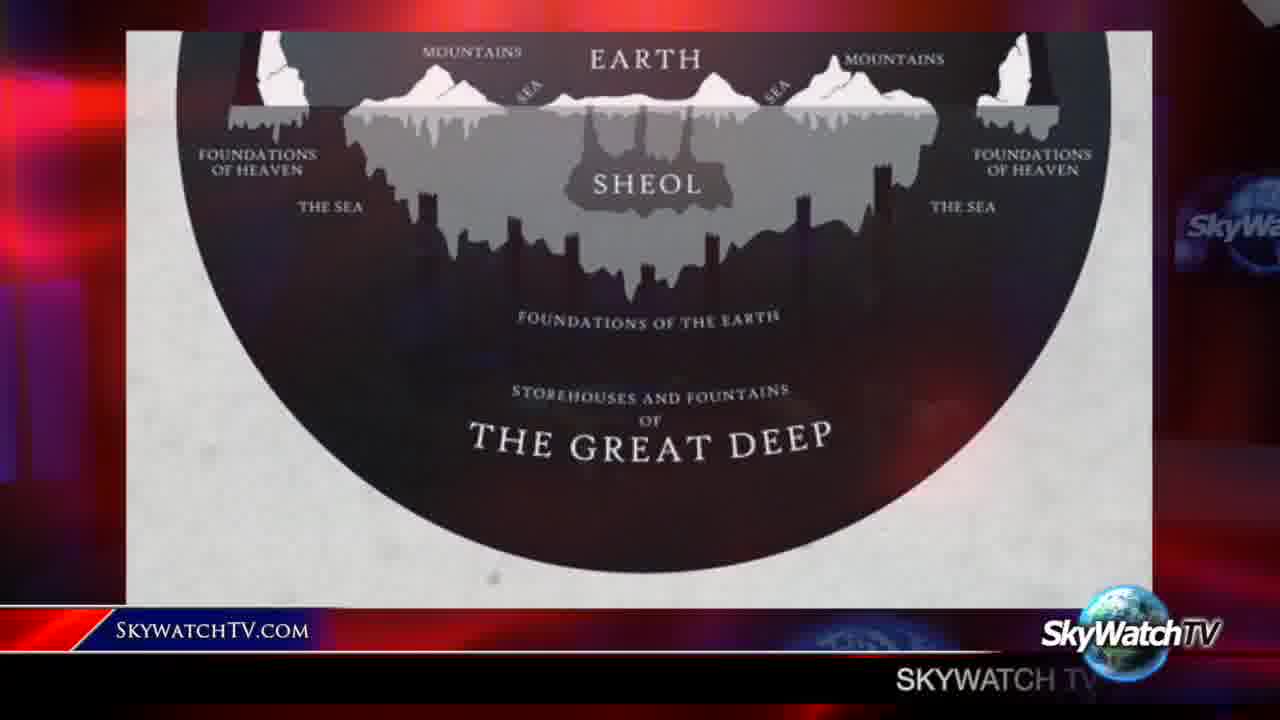 MOUNTAINS
EARTH
MOUNTAINS
SEA
SEA
FOUNDATIONS
OF HEAVEN
FOUNDATIONS
OF HEAVEN
SHEOL
THE SEA
THE SEA
FOUNDATIONS OF THE EARTH
STOREHOUSES AND FOUNTAINS
OF
THE GREAT DEEP
SkyWa
SKYWATCHTV.COM
SkyWatchTV
SKYWATCH TV